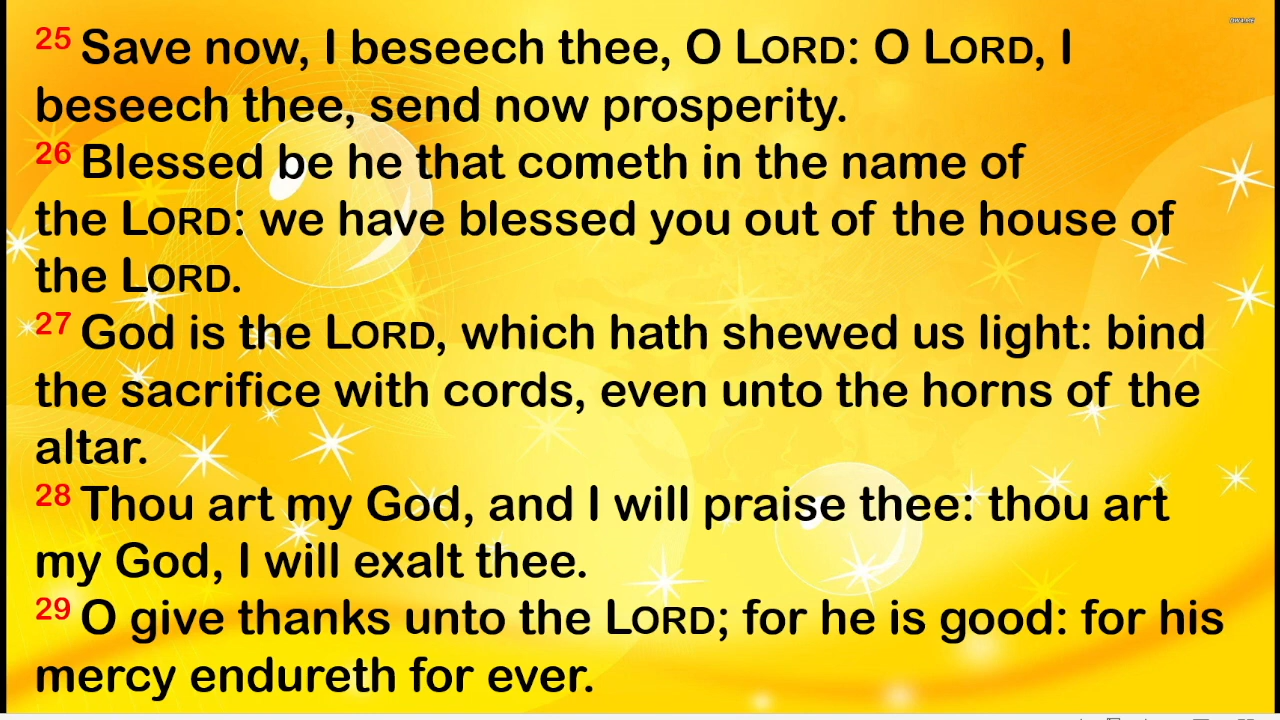 25 Save now, I beseech thee, O LORD: O LORD, I
beseech thee, send now prosperity.
26 Blessed be he that cometh in the name of
the LORD: we have blessed you out of the house of
the LORD.
27 God is the LORD, which hath shewed us light: bind
the sacrifice with cords, even unto the horns of the
altar.
28 Thou art my God, and I will praise thee: thou art
my God, I will exalt thee.
29 O give thanks unto the LORD; for he is good: for his
mercy endureth for ever.